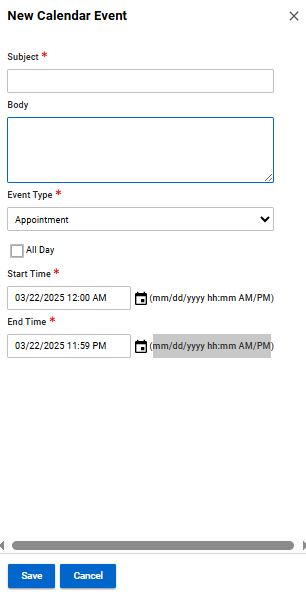 New Calendar Event
Subject *
Body
Event Type *
Appointment
All Day
Start Time *
03/22/2025 12:00 AM (mm/dd/yyyy hh:mm AM/PM)
End Time *
03/22/2025 11:59 PM (mm/dd/yyyy hh:mm AM/PM)
Save Cancel